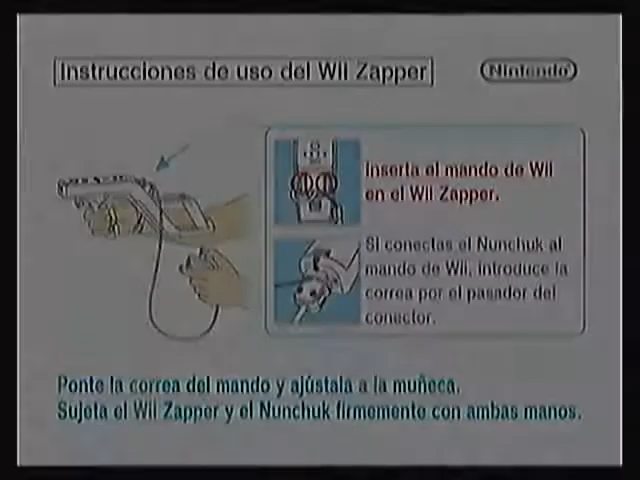 Instrucciones de uso del Wii Zapper
Nintendo
Inserta el mando de Wii
en el Wii Zapper.
Si conectas el Nunchuk al
mando de Wii, introduce la
correa por el pasador del
conector.
Ponte la correa del mando y ajústala a la muñeca.
Sujeta el Wii Zapper y el Nunchuk firmemente con ambas manos.